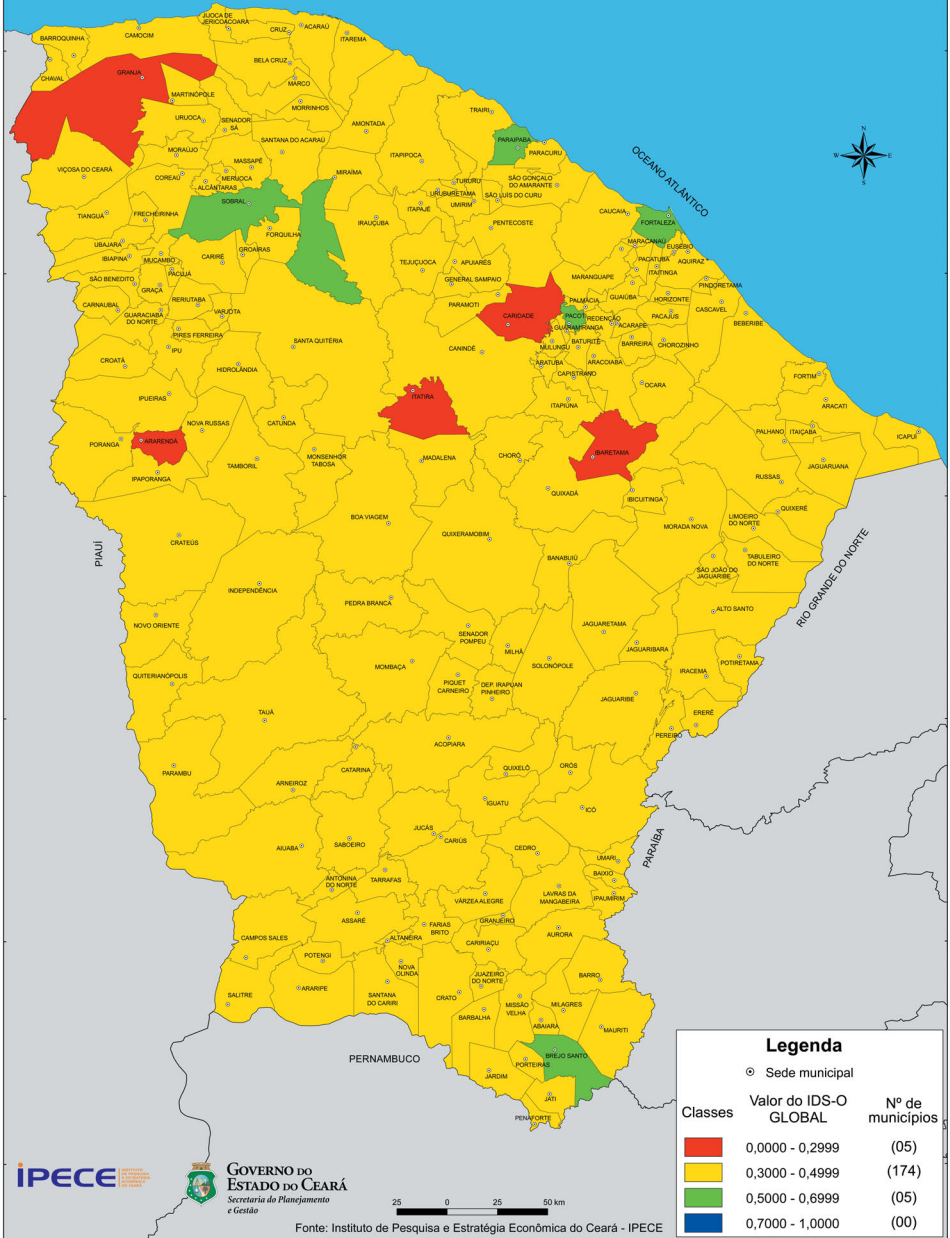 JIJOCA DE
JERICOACOARA
CRUZ
ACARAÚ
BARROQUINHA
CAMOCIM
ITAREMA
BELA CRUZ
CHAVAL
GRANJA
MARCO
MARTINÓPOLE
MORRINHOS
URUOCA
SENADOR
SÁ
TRAIRI
AMONTADA
PARAIPABA
PARACURU
OCEANO ATLÂNTICO
N
W
E
S
MORAÚJO
SANTANA DO ACARAÚ
ITAPIPOCA
VIÇOSA DO CEARÁ
COREAÚ
MASSAPÊ
MERUOCA
ALCÂNTARAS
MIRAÍMA
TURURU
SÃO GONÇALO
DO AMARANTE
URUBURETAMA
UMIRIM
SÃO LUÍS DO CURU
SOBRAL
ITAPAJÉ
TIANGUÁ
FRECHEIRINHA
IRAUÇUBA
PENTECOSTE
CAUCAIA
FORTALEZA
FORQUILHA
UBAJARA
IBIAPINA
MUCAMBO
CARIRÉ
GROAÍRAS
MARACANAÚ
EUSÉBIO
PACATUBA
AQUIRAZ
ITAITINGA
TEJUÇUOCA
APUIARÉS
PACUJÁ
SÃO BENEDITO
GRAÇA
GENERAL SAMPAIO
MARANGUAPE
GUAIÚBA
PINDORETAMA
CARNAUBAL
GUARACIABA
DO NORTE
RERIUTABA
VARJOTA
PARAMOTI
CARIDADE
PALMÁCIA
PACOTI
REDENÇÃO
HORIZONTE
CASCAVEL
PACAJUS
BEBERIBE
GUARAMIRANGA
ACARAPE
PIRES FERREIRA
IPU
SANTA QUITÉRIA
CANINDÉ
MULUNGU
BATURITÉ
BARREIRA
CHOROZINHO
CROATÁ
HIDROLÂNDIA
ARATUBA
ARACOIABA
CAPISTRANO
OCARA
FORTIM
IPUEIRAS
ITATIRA
ITAPIÚNA
ARACATI
NOVA RUSSAS
CATUNDA
PORANGA
ARARENDÁ
IPAPORANGA
TAMBORIL
MONSENHOR
TABOSA
MADALENA
CHORÓ
IBARETAMA
PALHANO
ITAIÇABA
ICAPUÍ
JAGUARUANA
RUSSAS
QUIXADÁ
IBICUITINGA
QUIXERÉ
BOA VIAGEM
QUIXERAMOBIM
MORADA NOVA
LIMOEIRO
DO NORTE
CRATEÚS
PIAUÍ
BANABUIÚ
SÃO JOÃO DO
JAGUARIBE
TABULEIRO
DO NORTE
RIO GRANDE DO NORTE
INDEPENDÊNCIA
PEDRA BRANCA
NOVO ORIENTE
ALTO SANTO
SENADOR
POMPEU
JAGUARETAMA
MILHÃ
JAGUARIBARA
MOMBAÇA
SOLONÓPOLE
POTIRETAMA
QUITERIANÓPOLIS
PIQUET
CARNEIRO
DEP. IRAPUAN
PINHEIRO
IRACEMA
JAGUARIBE
TAUÁ
ERERÊ
PEREIRO
ACOPIARA
PARAMBU
CATARINA
QUIXELÔ
ORÓS
ARNEIROZ
IGUATU
ICÓ
JUCÁS
CARIÚS
AIUABA
SABOEIRO
CEDRO
PARAÍBA
UMARI
BAIXIO
ANTONINA
DO NORTE
TARRAFAS
VÁRZEA ALEGRE
LAVRAS DA
MANGABEIRA
IPAUMIRIM
ASSARÉ
GRANJEIRO
FARIAS
BRITO
AURORA
CAMPOS SALES
ALTANEIRA
CARIRIAÇU
POTENGI
NOVA
OLINDA
JUAZEIRO
DO NORTE
BARRO
SALITRE
ARARIPE
SANTANA
DO CARIRI
CRATO
MISSÃO
VELHA
MILAGRES
BARBALHA
ABAIARA
MAURITI
PERNAMBUCO
BREJO SANTO
PORTEIRAS
JARDIM
JATI
PENAFORTE
Legenda
Sede municipal
Classes
Valor do IDS-O
GLOBAL
Nº de
municípios
0,0000 - 0,2999 (05)
0,3000 - 0,4999 (174)
0,5000 - 0,6999 (05)
0,7000 - 1,0000 (00)
IPECE
GOVERNO DO
ESTADO DO CEARÁ
Secretaria do Planejamento
e Gestão
25 0 25 50 km
Fonte: Instituto de Pesquisa e Estratégia Econômica do Ceará - IPECE